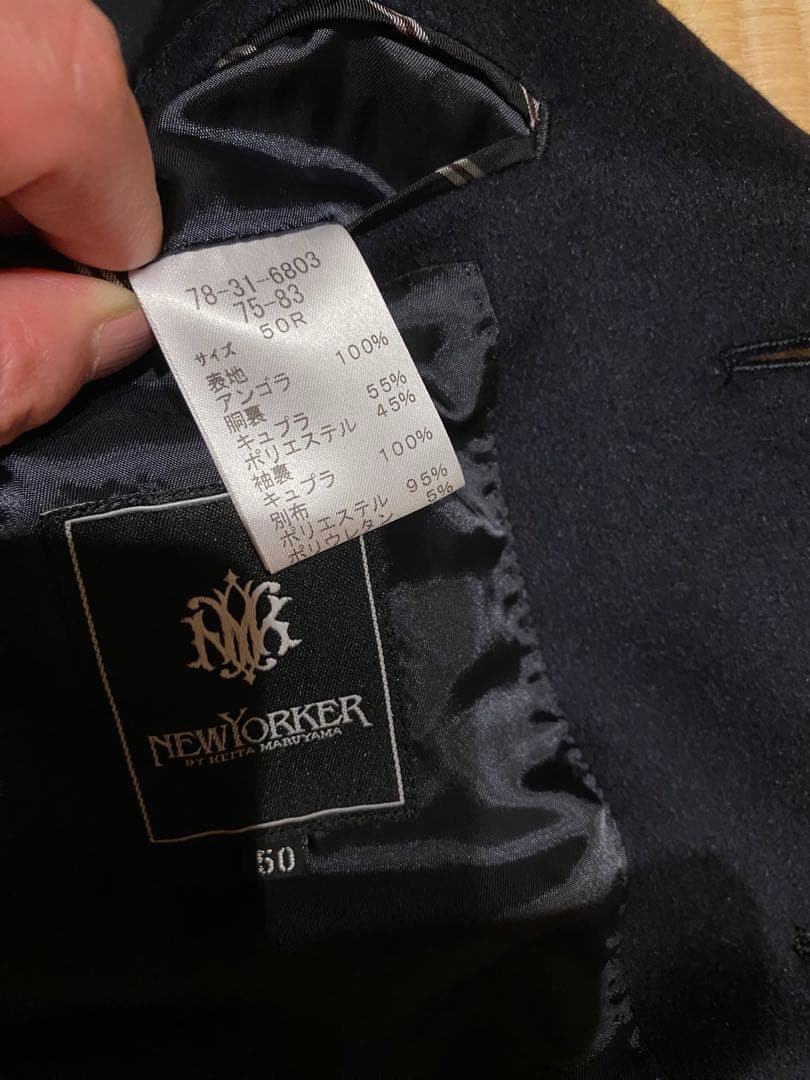 78-31-6803
75-83
サイズ 50R
表地
アンゴラ 100%
胴裏
キュプラ 55%
ポリエステル 45%
袖裏
キュプラ 100%
別布
ポリエステル 95%
ポリウレタン 5%
NMK
NEWYORKER
BY KEITA MARUYAMA
50